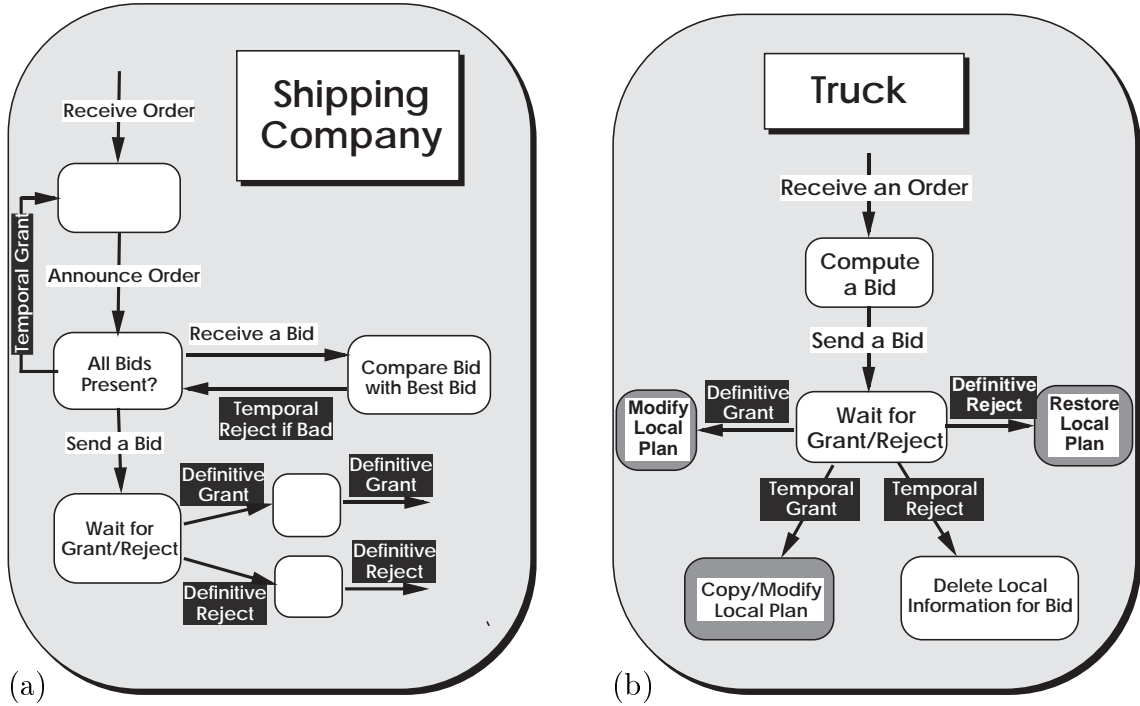 Shipping
Company
Receive Order
Temporal Grant
Announce Order
All Bids
Present?
Receive a Bid
Compare Bid
with Best Bid
Temporal
Reject if Bad
Send a Bid
Wait for
Grant/Reject
Definitive
Grant
Definitive
Grant
Definitive
Reject
Definitive
Reject
(a)
Truck
Receive an Order
Compute
a Bid
Send a Bid
Wait for
Grant/Reject
Definitive
Grant
Modify
Local
Plan
Definitive
Reject
Restore
Local
Plan
Temporal
Grant
Temporal
Reject
Copy/Modify
Local Plan
Delete Local
Information for Bid
(b)